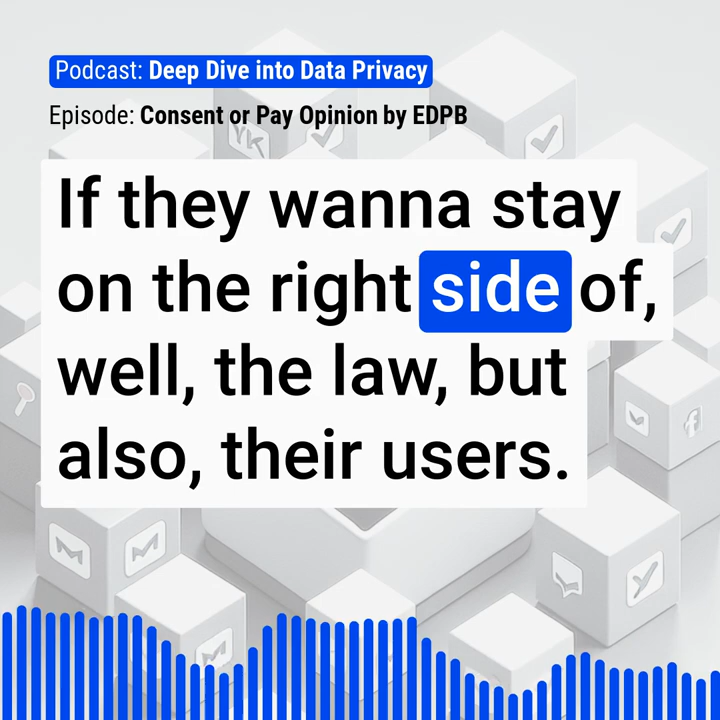 Podcast: Deep Dive into Data Privacy
Episode: Consent or Pay Opinion by EDPB
If they wanna stay
on the right side of,
well, the law, but
also, their users.